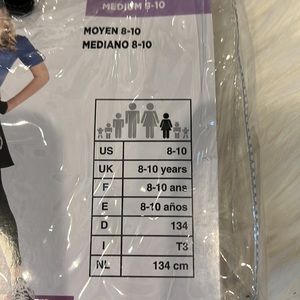 MEDIUM 8-10
MOYEN 8-10
MEDIANO 8-10
US 8-10
UK 8-10 years
F 8-10 ans
E 8-10 años
D 134
I T3
NL 134 cm